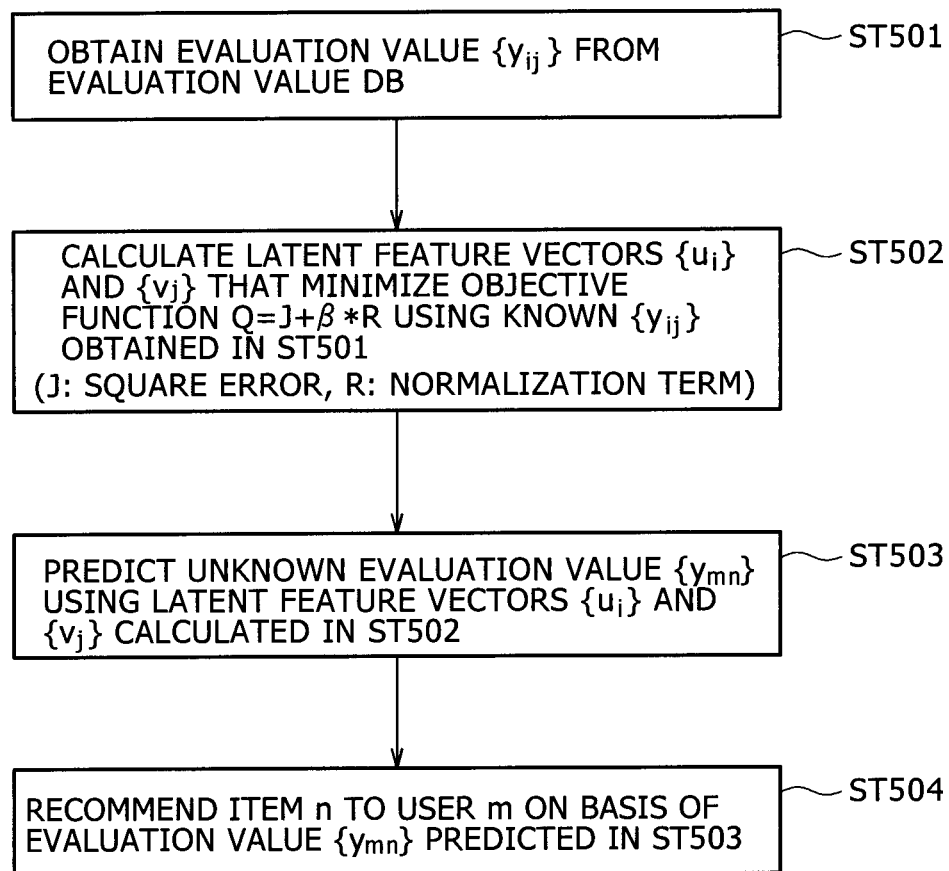 OBTAIN EVALUATION VALUE {yij} FROM
EVALUATION VALUE DB
ST501
CALCULATE LATENT FEATURE VECTORS {ui}
AND {vj} THAT MINIMIZE OBJECTIVE
FUNCTION Q=J+β*R USING KNOWN {yij}
OBTAINED IN ST501
(J: SQUARE ERROR, R: NORMALIZATION TERM)
ST502
PREDICT UNKNOWN EVALUATION VALUE {ymn}
USING LATENT FEATURE VECTORS {ui} AND
{vj} CALCULATED IN ST502
ST503
RECOMMEND ITEM n TO USER m ON BASIS OF
EVALUATION VALUE {ymn} PREDICTED IN ST503
ST504